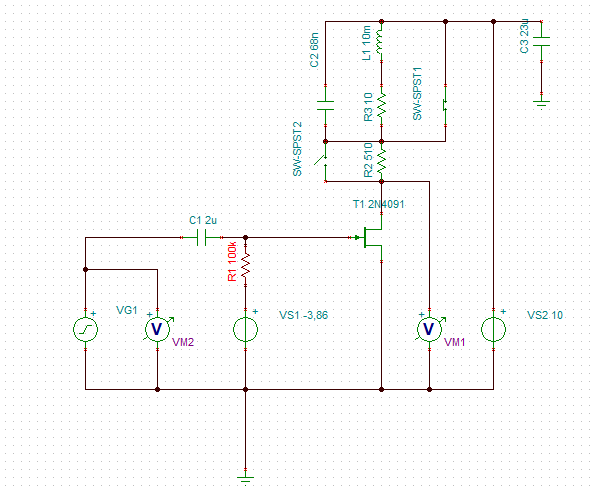 C2 68n
L1 10m
C3 23u
SW-SPST1
R3 10
SW-SPST2
R2 510
T1 2N4091
C1 2u
R1 100k
VG1
V
VM2
VS1 -3,86
V
VM1
VS2 10